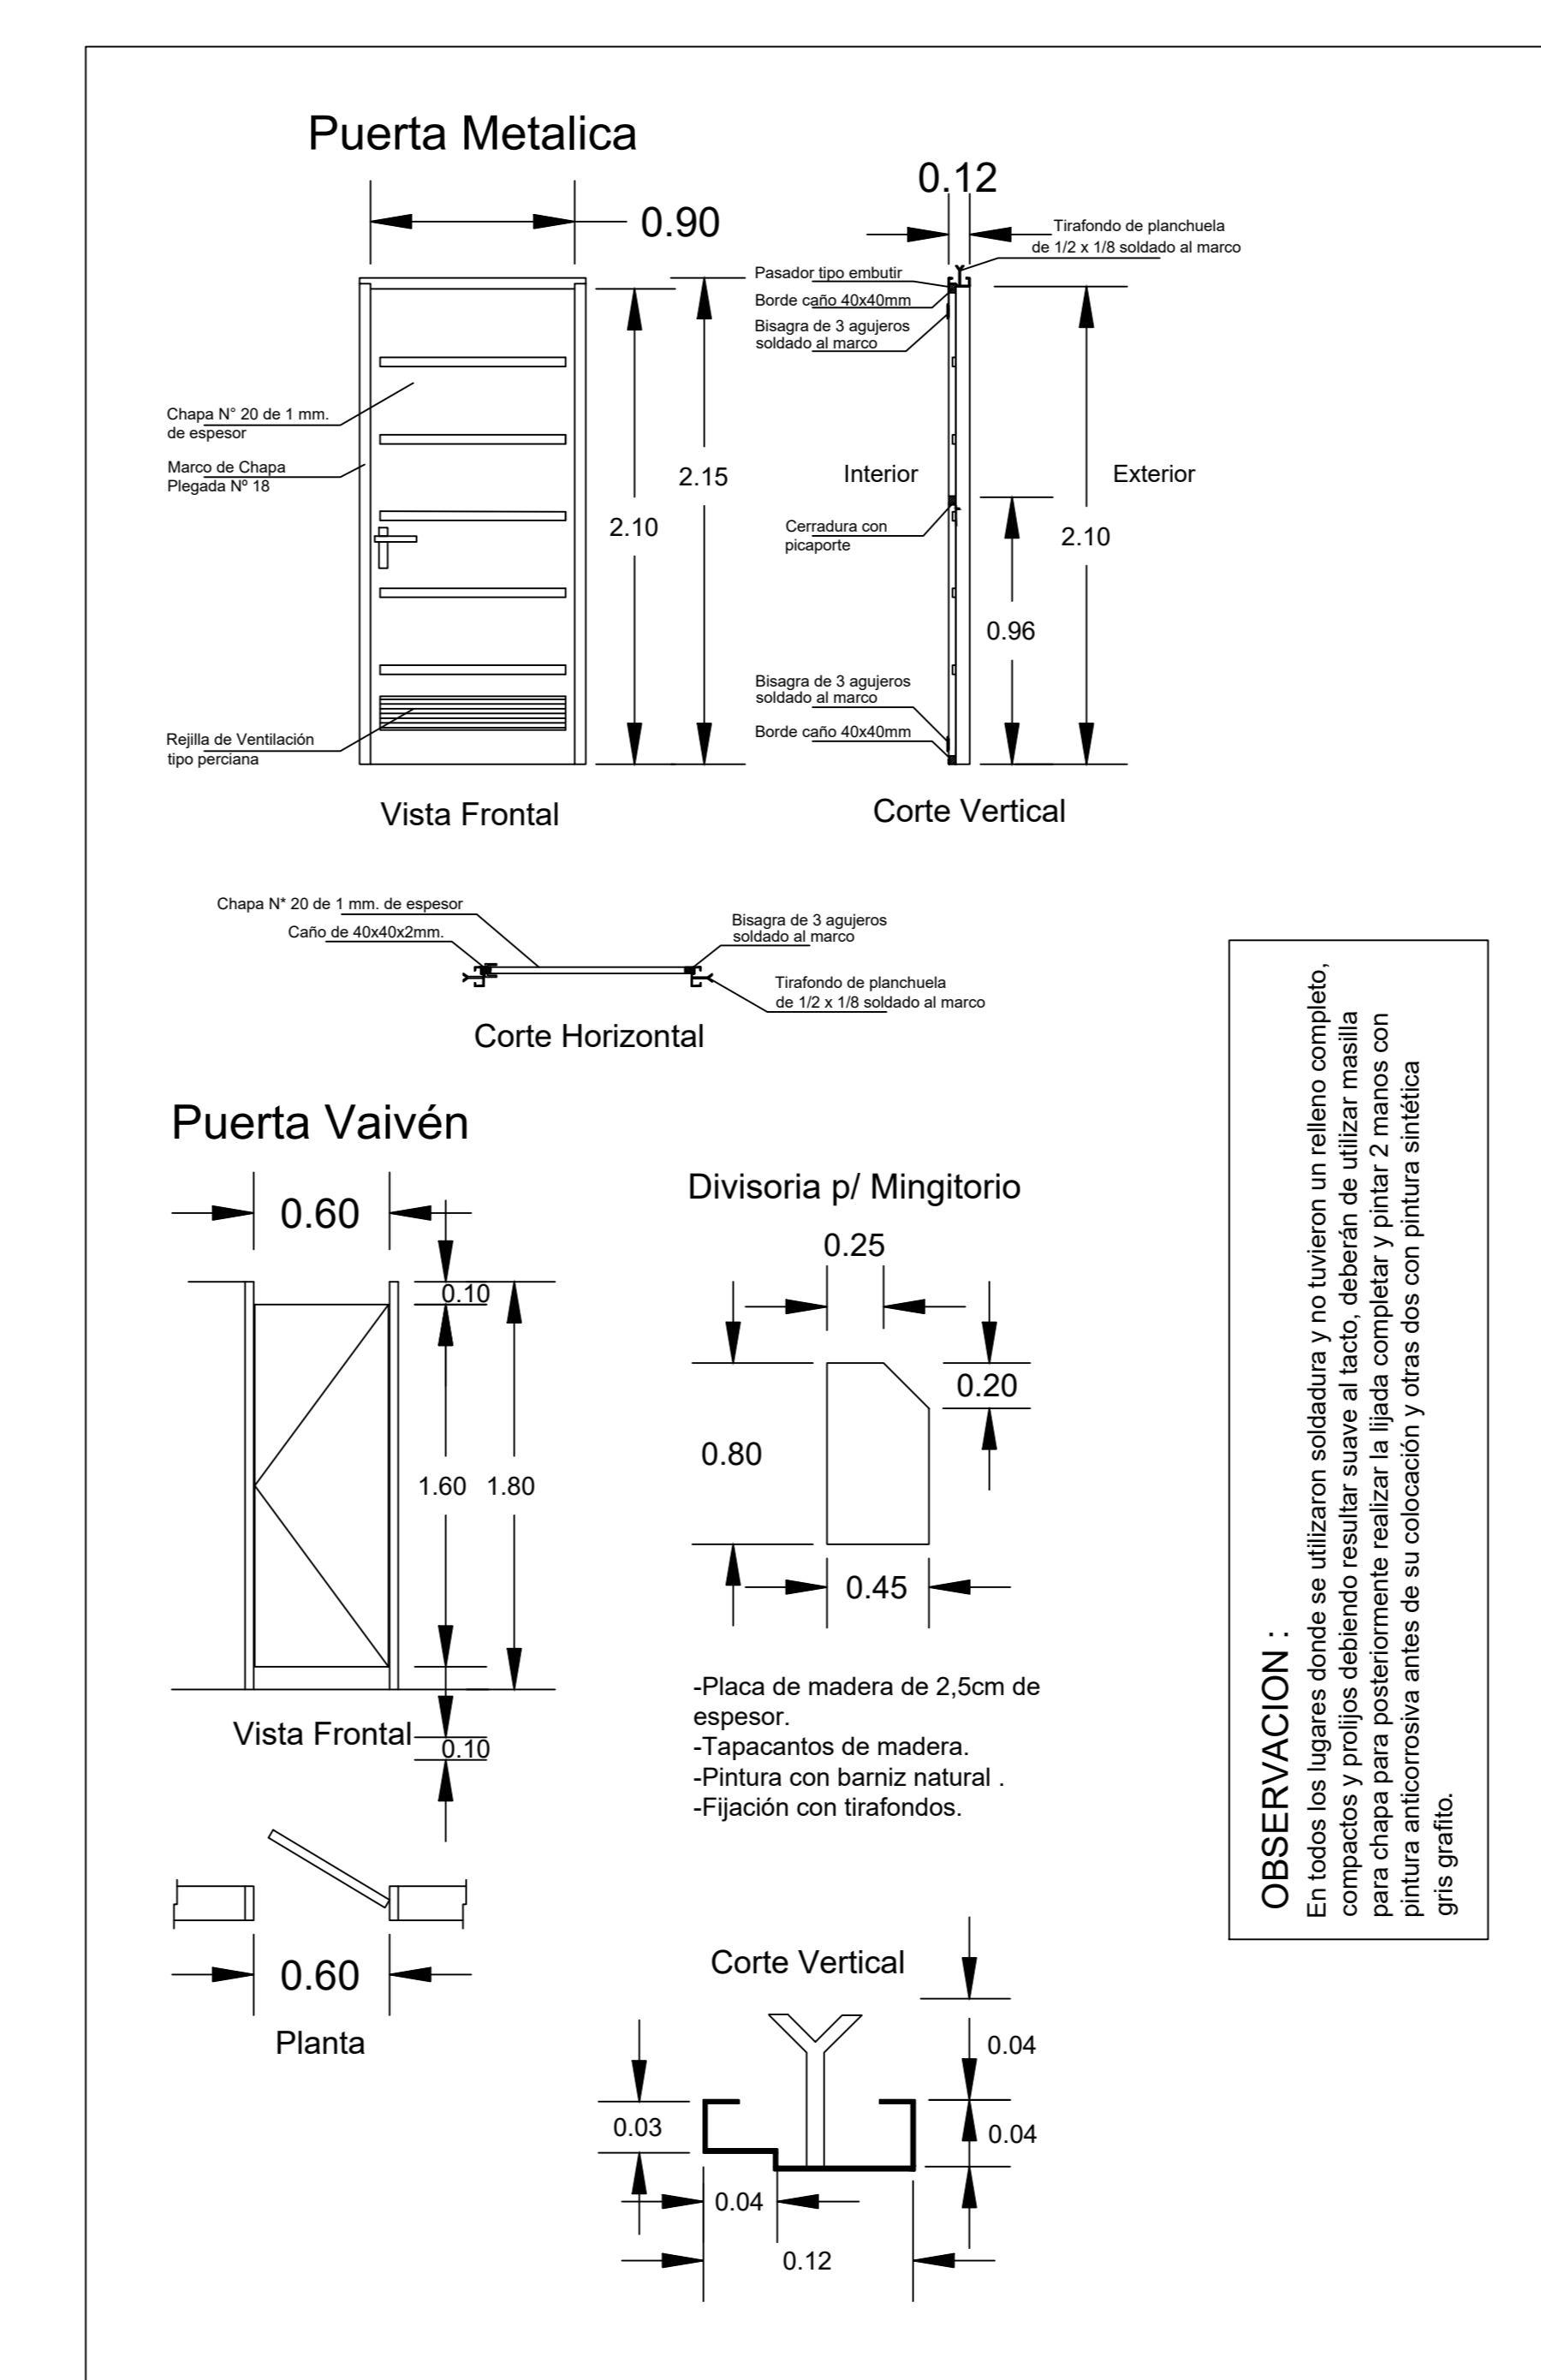 Puerta Metalica
0.90
0.12
Tirafondo de planchuela
de 1/2 x 1/8 soldado al marco
Pasador tipo embutir
Borde caño 40x40mm
Bisagra de 3 agujeros
soldado al marco
Chapa N° 20 de 1 mm.
de espesor
Marco de Chapa
Plegada Nº 18
2.15
2.10
Interior
Exterior
Cerradura con
picaporte
2.10
0.96
Bisagra de 3 agujeros
soldado al marco
Borde caño 40x40mm
Rejilla de Ventilación
tipo perciana
Vista Frontal
Corte Vertical
Chapa N* 20 de 1 mm. de espesor
Caño de 40x40x2mm.
Bisagra de 3 agujeros
soldado al marco
Tirafondo de planchuela
de 1/2 x 1/8 soldado al marco
Corte Horizontal
Puerta Vaivén
0.60
0.10
1.60
1.80
Vista Frontal
0.10
0.60
Planta
Divisoria p/ Mingitorio
0.25
0.20
0.80
0.45
-Placa de madera de 2,5cm de
espesor.
-Tapacantos de madera.
-Pintura con barniz natural .
-Fijación con tirafondos.
Corte Vertical
0.04
0.03
0.04
0.04
0.12
OBSERVACION :
En todos los lugares donde se utilizaron soldadura y no tuvieron un relleno completo,
compactos y prolijos debiendo resultar suave al tacto, deberán de utilizar masilla
para chapa para posteriormente realizar la lijada completar y pintar 2 manos con
pintura anticorrosiva antes de su colocación y otras dos con pintura sintética
gris grafito.